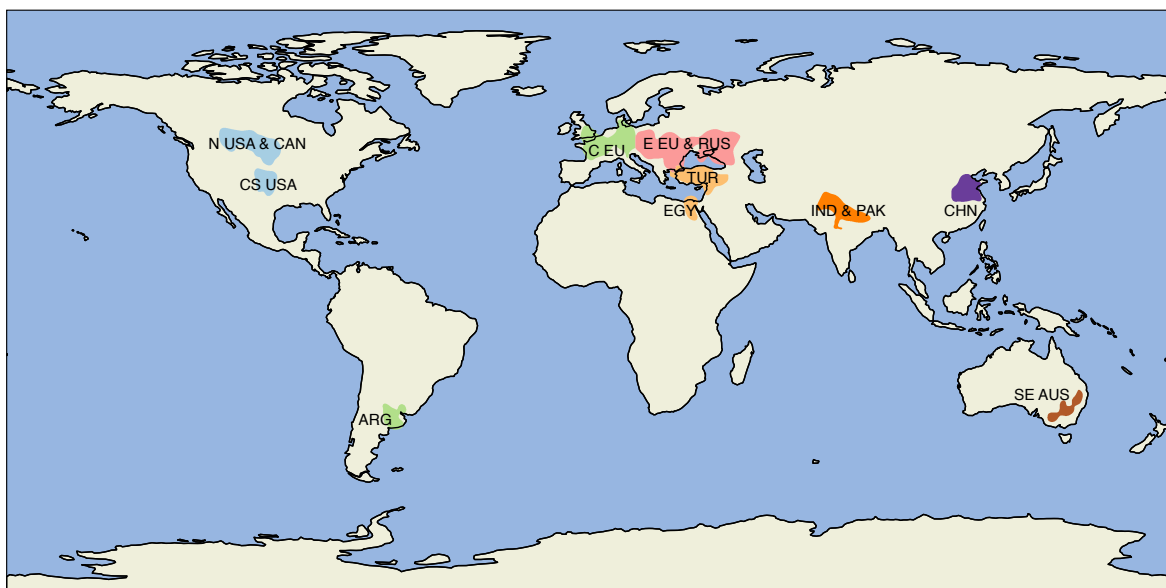 N USA & CAN
C EU
E EU & RUS
CS USA
TUR
EGY
IND & PAK
CHN
SE AUS
ARG